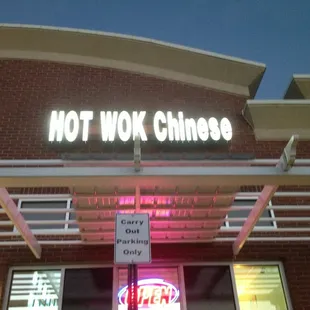 HOT WOK Chinese
Carry
Out
Parking
Only
OPEN